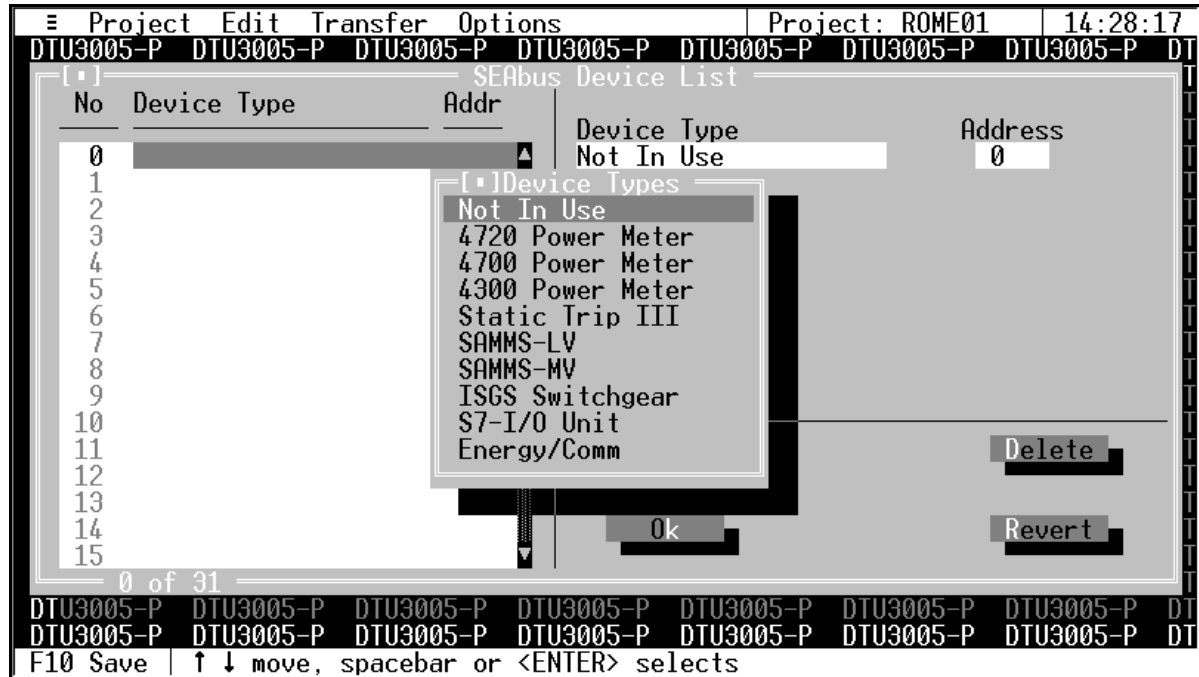 ≡ Project Edit Transfer Options Project: ROME01 14:28:17
DTU3005-P DTU3005-P DTU3005-P DTU3005-P DTU3005-P DTU3005-P DTU3005-P DT
[▪] SEAbus Device List
No Device Type Addr
Device Type Address
0 Not In Use 0
1 [▪]Device Types
2 Not In Use
3 4720 Power Meter
4 4700 Power Meter
5 4300 Power Meter
6 Static Trip III
7 SAMMS-LV
8 SAMMS-MV
9 ISGS Switchgear
10 S7-I/O Unit
11 Energy/Comm Delete
12
13
14 Ok Revert
15
0 of 31
DTU3005-P DTU3005-P DTU3005-P DTU3005-P DTU3005-P DTU3005-P DTU3005-P DT
DTU3005-P DTU3005-P DTU3005-P DTU3005-P DTU3005-P DTU3005-P DTU3005-P DT
F10 Save | ↑ ↓ move, spacebar or <ENTER> selects